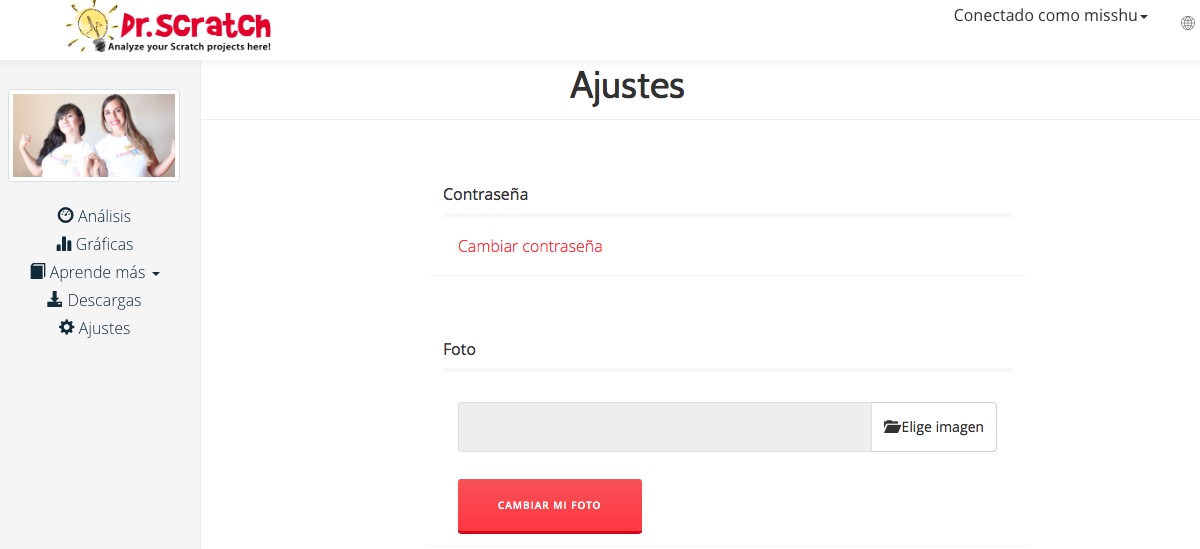 Dr.Scratch
Analyze your Scratch projects here!
Conectado como misshu
Ajustes
Análisis
Gráficas
Aprende más
Descargas
Ajustes
Contraseña
Cambiar contraseña
Foto
Elige imagen
CAMBIAR MI FOTO